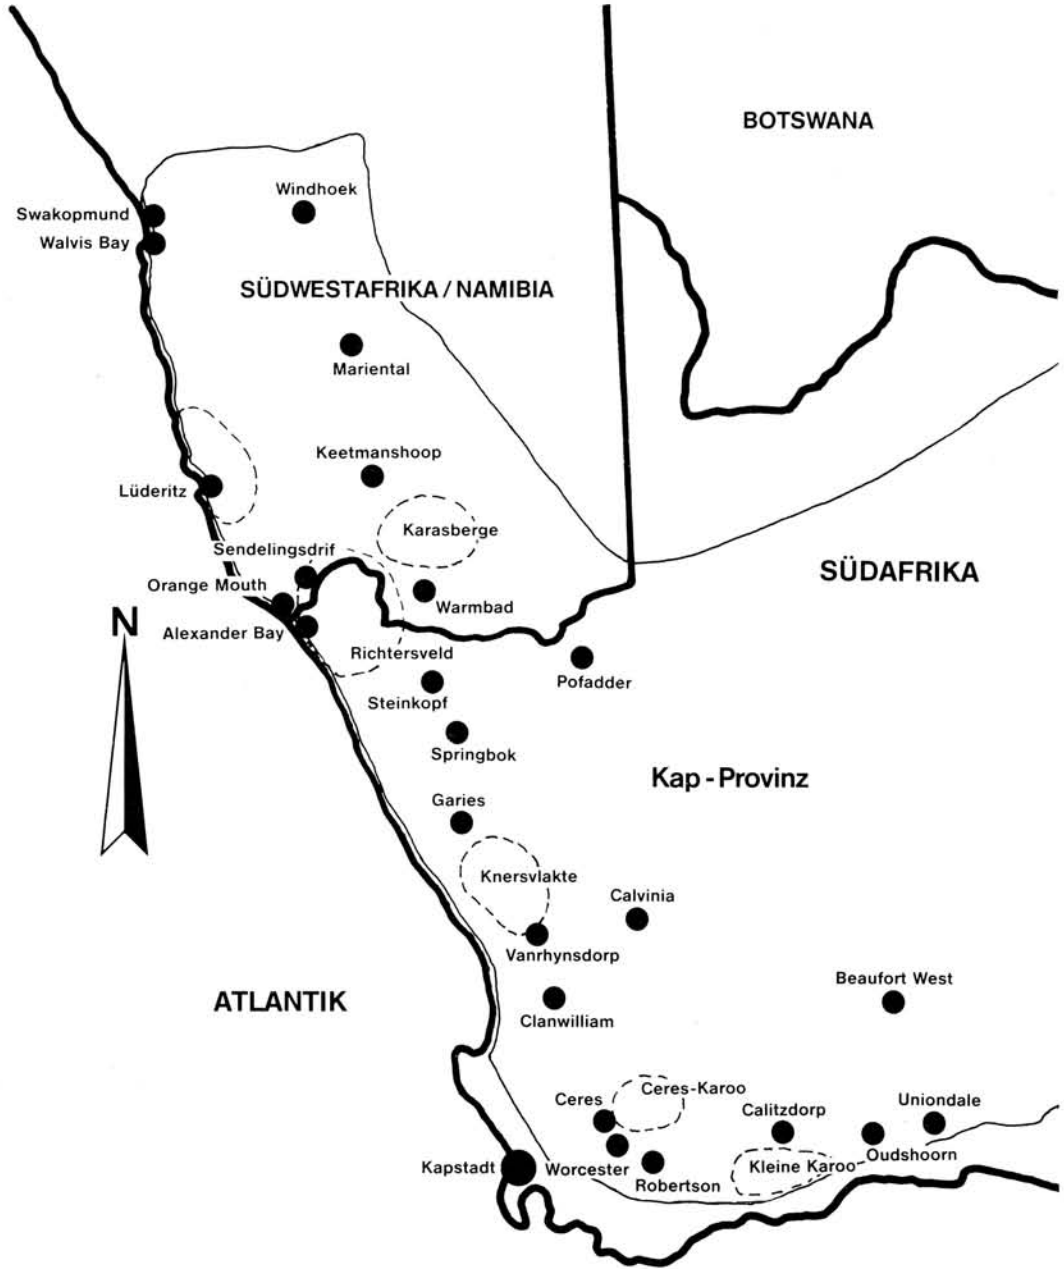 BOTSWANA
Windhoek
Swakopmund
Walvis Bay
SÜDWESTAFRIKA / NAMIBIA
Mariental
Keetmanshoop
Lüderitz
Karasberge
Sendelingsdrif
SÜDAFRIKA
Orange Mouth
Warmbad
N
Alexander Bay
Richtersveld
Pofadder
Steinkopf
Springbok
Kap - Provinz
Garies
Knersvlakte
Calvinia
Vanrhynsdorp
Beaufort West
ATLANTIK
Clanwilliam
Ceres-Karoo
Ceres
Calitzdorp
Uniondale
Oudshoorn
Kapstadt
Worcester
Kleine Karoo
Robertson